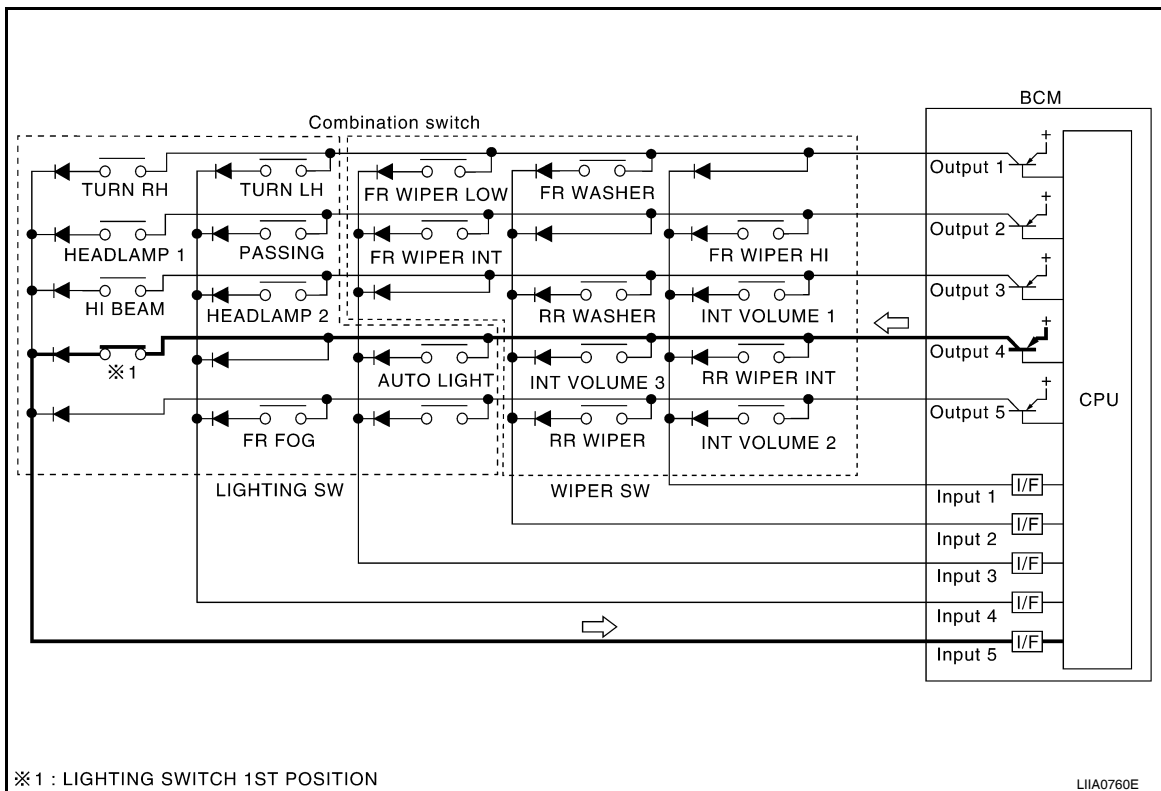 BCM
Combination switch
+
Output 1
TURN RH
TURN LH
FR WIPER LOW
FR WASHER
+
Output 2
HEADLAMP 1
PASSING
FR WIPER INT
FR WIPER HI
+
Output 3
HI BEAM
HEADLAMP 2
RR WASHER
INT VOLUME 1
+
Output 4
※1
AUTO LIGHT
INT VOLUME 3
RR WIPER INT
CPU
+
Output 5
FR FOG
RR WIPER
INT VOLUME 2
LIGHTING SW
WIPER SW
Input 1
I/F
Input 2
I/F
Input 3
I/F
Input 4
I/F
Input 5
I/F
※1 : LIGHTING SWITCH 1ST POSITION
LIIA0760E